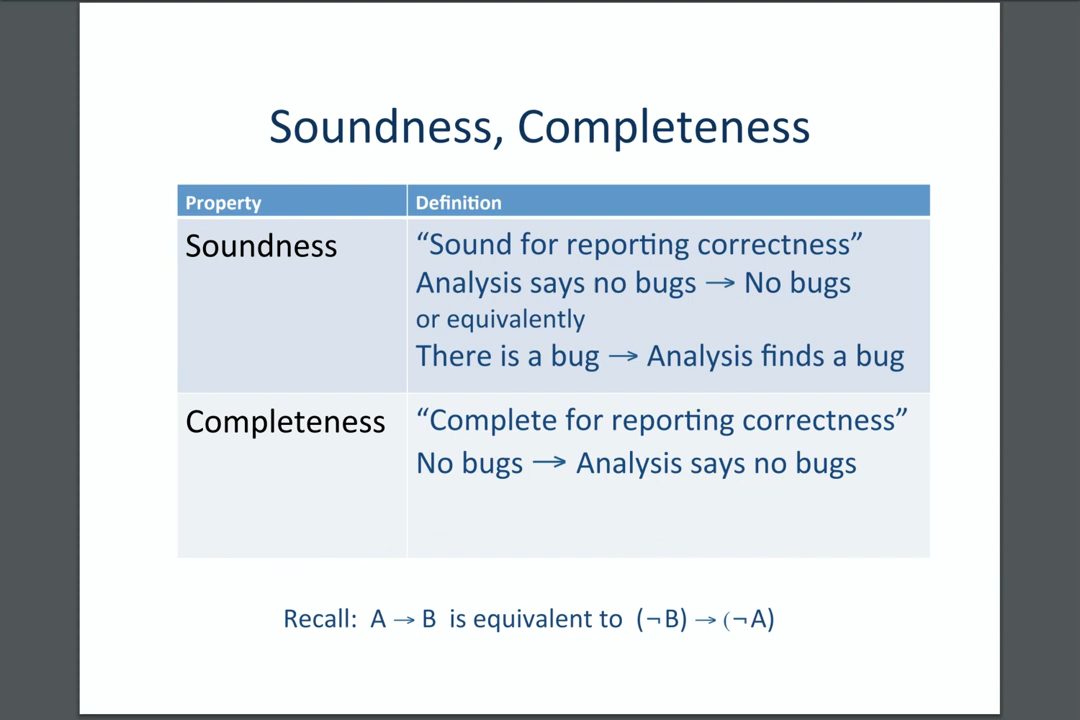 Soundness, Completeness
Property
Definition
Soundness
“Sound for reporting correctness”
Analysis says no bugs → No bugs
or equivalently
There is a bug → Analysis finds a bug
Completeness
“Complete for reporting correctness”
No bugs → Analysis says no bugs
Recall: A → B is equivalent to (¬B) → (¬A)